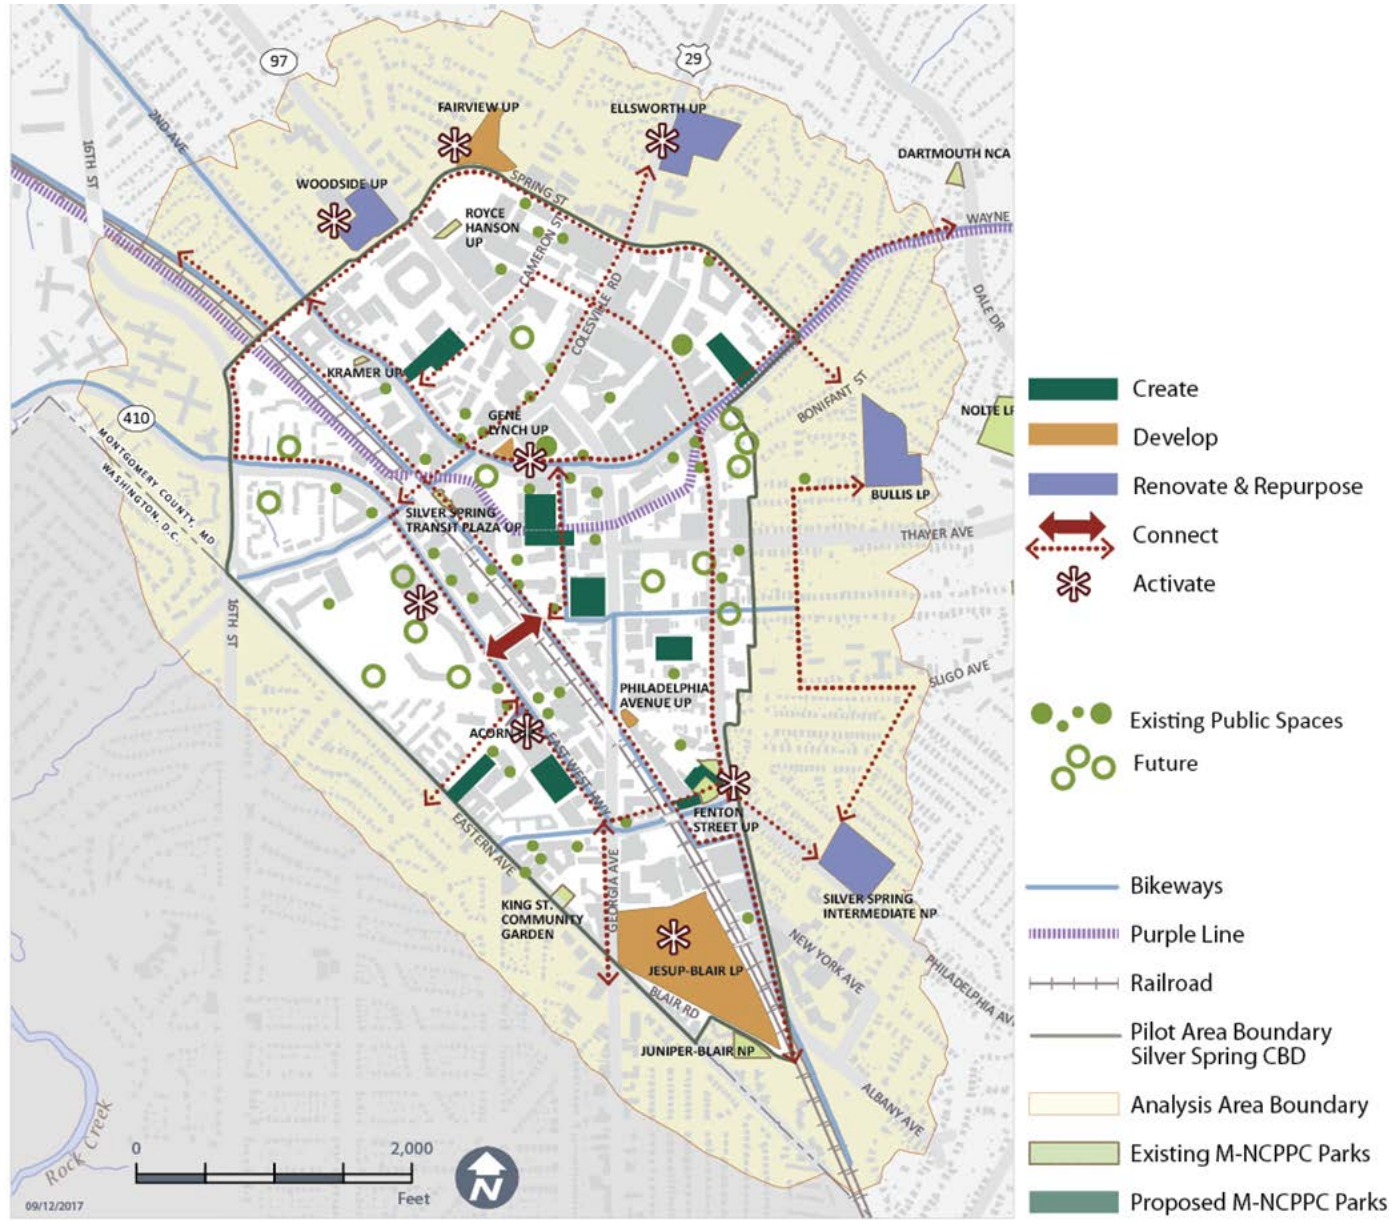 97
29
FAIRVIEW UP
ELLSWORTH UP
2ND AVE
16TH ST
DARTMOUTH NCA
WOODSIDE UP
SPRING ST
ROYCE
HANSON
UP
CAMERON ST
WAYNE
COLESVILLE RD
DALE DR
KRAMER UP
BONIFANT ST
410
NOLTE LP
GENE
LYNCH UP
MONTGOMERY COUNTY, MD
WASHINGTON, D.C.
BULLIS LP
SILVER SPRING
TRANSIT PLAZA UP
THAYER AVE
16TH ST
SLIGO AVE
PHILADELPHIA
AVENUE UP
ACORN
EAST WEST HWY
FENTON
STREET UP
EASTERN AVE
GEORGIA AVE
KING ST.
COMMUNITY
GARDEN
SILVER SPRING
INTERMEDIATE NP
NEW YORK AVE
PHILADELPHIA AV
JESUP-BLAIR LP
BLAIR RD
JUNIPER-BLAIR NP
ALBANY AVE
Rock Creek
0 2,000
Feet
N
09/12/2017
Create
Develop
Renovate & Repurpose
Connect
Activate
Existing Public Spaces
Future
Bikeways
Purple Line
Railroad
Pilot Area Boundary
Silver Spring CBD
Analysis Area Boundary
Existing M-NCPPC Parks
Proposed M-NCPPC Parks